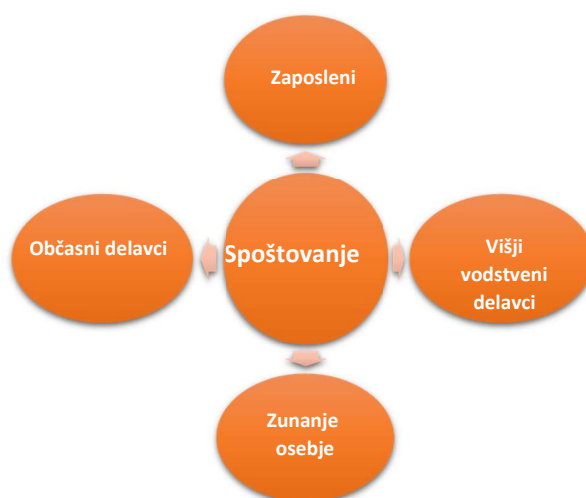 Zaposleni
Občasni delavci
Spoštovanje
Višji
vodstveni
delavci
Zunanje
osebje